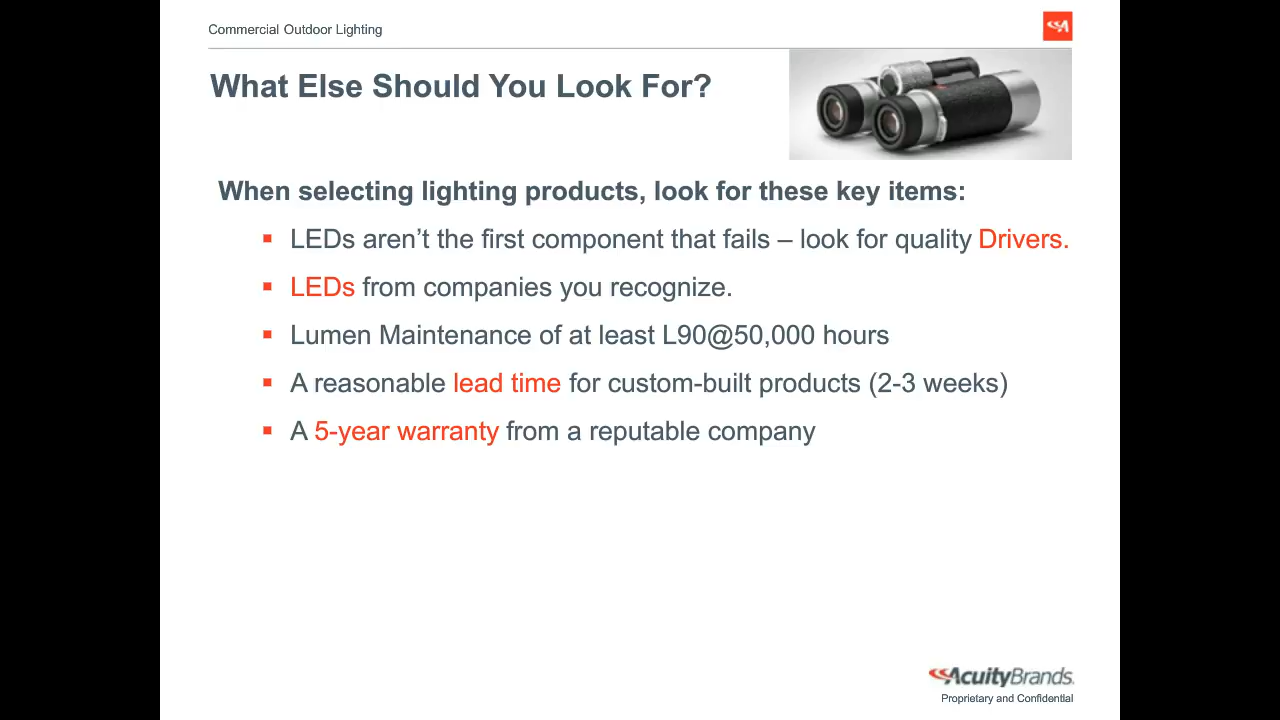 Commercial Outdoor Lighting
What Else Should You Look For?
When selecting lighting products, look for these key items:
▪ LEDs aren’t the first component that fails – look for quality Drivers.
▪ LEDs from companies you recognize.
▪ Lumen Maintenance of at least L90@50,000 hours
▪ A reasonable lead time for custom-built products (2-3 weeks)
▪ A 5-year warranty from a reputable company
AcuityBrands.
Proprietary and Confidential